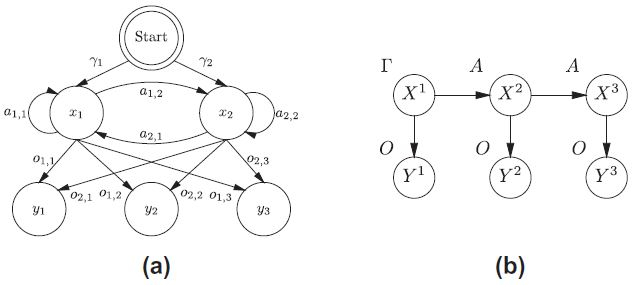 Start
γ₁ γ₂
a₁,₂
a₁,₁ x₁ x₂ a₂,₂
a₂,₁
o₁,₁ o₂,₃
o₂,₁ o₁,₂ o₂,₂ o₁,₃
y₁ y₂ y₃
(a)
Γ A A
X¹ X² X³
O O O
Y¹ Y² Y³
(b)